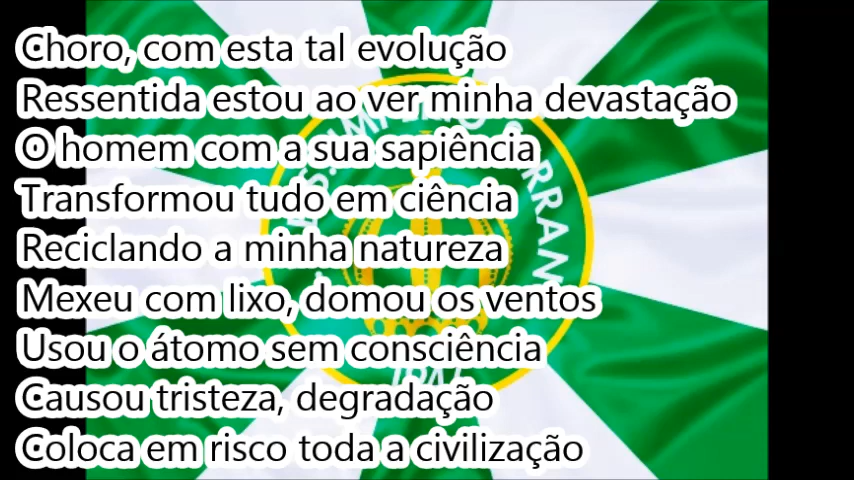 Choro, com esta tal evolução
Ressentida estou ao ver minha devastação
O homem com a sua sapiência
Transformou tudo em ciência
Reciclando a minha natureza
Mexeu com lixo, domou os ventos
Usou o átomo sem consciência
Causou tristeza, degradação
Coloca em risco toda a civilização